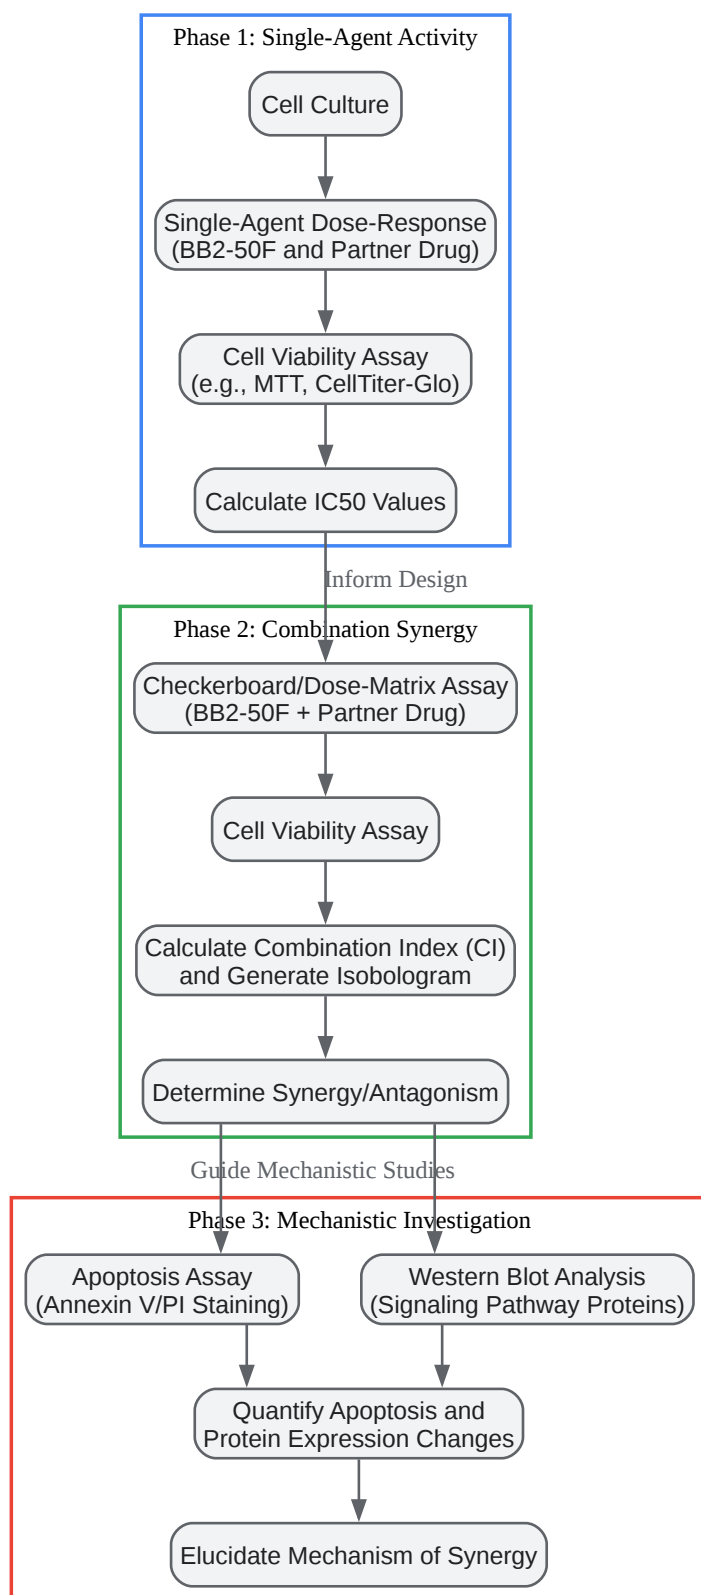 Phase 1: Single-Agent Activity
Cell Culture
Single-Agent Dose-Response
(BB2-50F and Partner Drug)
Cell Viability Assay
(e.g., MTT, CellTiter-Glo)
Calculate IC50 Values
Inform Design
Phase 2: Combination Synergy
Checkerboard/Dose-Matrix Assay
(BB2-50F + Partner Drug)
Cell Viability Assay
Calculate Combination Index (CI)
and Generate Isobologram
Determine Synergy/Antagonism
Guide Mechanistic Studies
Phase 3: Mechanistic Investigation
Apoptosis Assay
(Annexin V/PI Staining)
Western Blot Analysis
(Signaling Pathway Proteins)
Quantify Apoptosis and
Protein Expression Changes
Elucidate Mechanism of Synergy